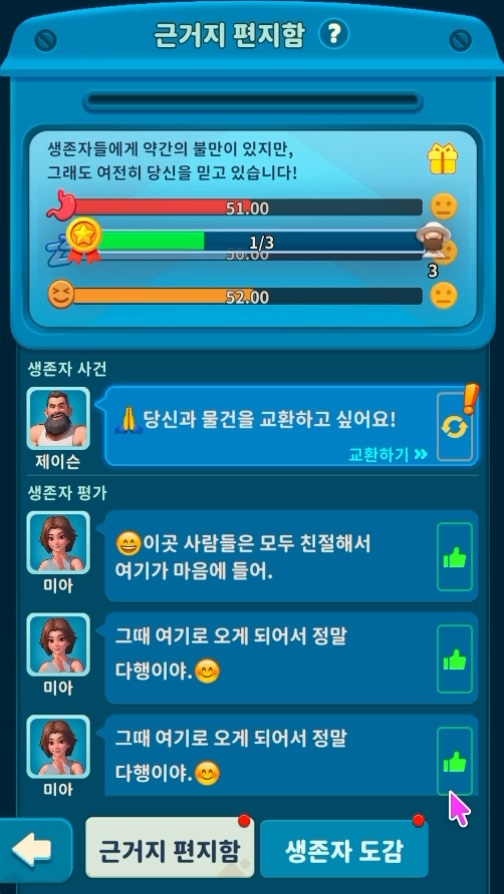 근거지 편지함 ?
생존자들에게 약간의 불만이 있지만,
그래도 여전히 당신을 믿고 있습니다!
51.00
1/3
50.00
3
52.00
생존자 사건
당신과 물건을 교환하고 싶어요!
교환하기 »
제이슨
생존자 평가
이곳 사람들은 모두 친절해서
여기가 마음에 들어.
미아
그때 여기로 오게 되어서 정말
다행이야.
미아
그때 여기로 오게 되어서 정말
다행이야.
미아
근거지 편지함
생존자 도감